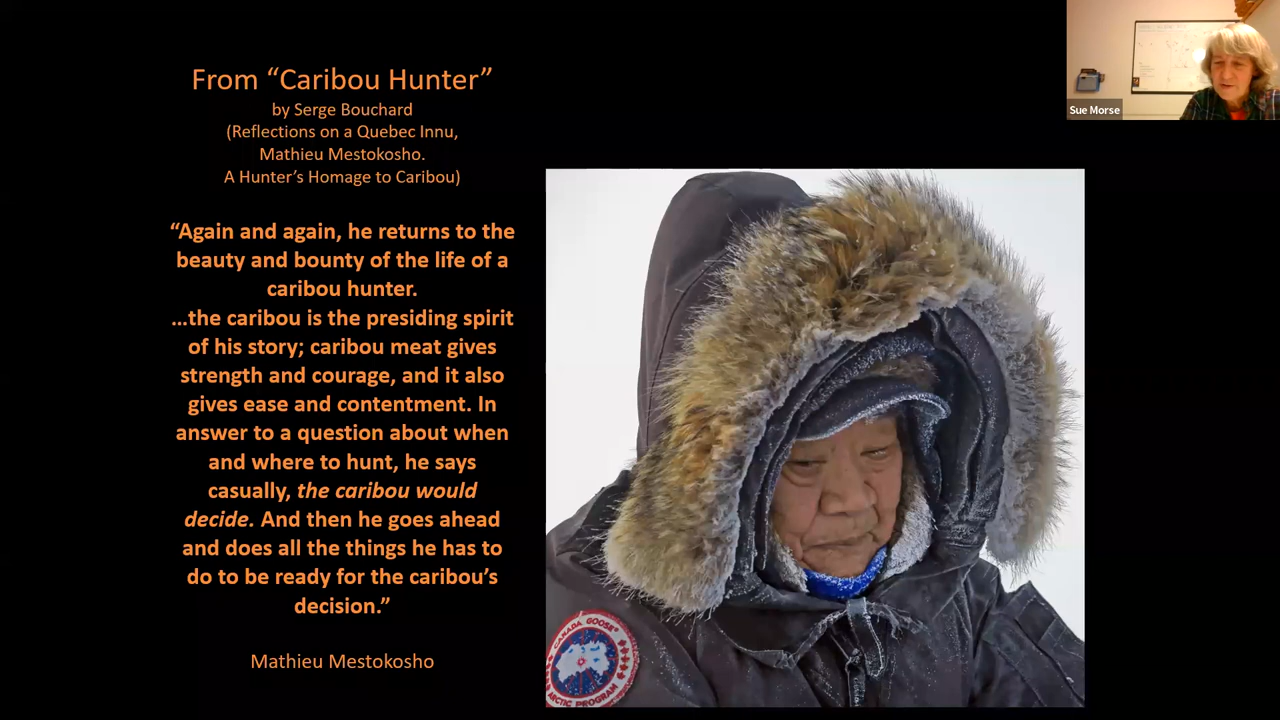 From “Caribou Hunter”
by Serge Bouchard
(Reflections on a Quebec Innu,
Mathieu Mestokosho.
A Hunter’s Homage to Caribou)
“Again and again, he returns to the
beauty and bounty of the life of a
caribou hunter.
…the caribou is the presiding spirit
of his story; caribou meat gives
strength and courage, and it also
gives ease and contentment. In
answer to a question about when
and where to hunt, he says
casually, the caribou would
decide. And then he goes ahead
and does all the things he has to
do to be ready for the caribou’s
decision.”
Mathieu Mestokosho
CANADA GOOSE
ARCTIC PROGRAM
Sue Morse